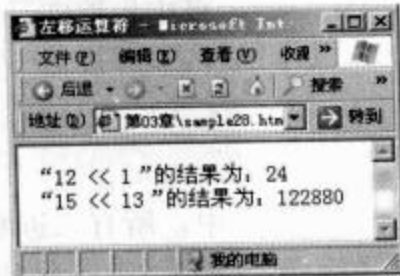 左移运算符 - Microsoft Int
文件(F) 编辑(E) 查看(V) 收藏 »
后退 搜索 »
地址(D) 第03章\sample28.htm 转到
“12 << 1 ”的结果为：24
“15 << 13 ”的结果为：122880
我的电脑